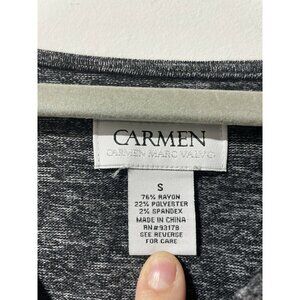 CARMEN
CARMEN MARC VALVO
S
76% RAYON
22% POLYESTER
2% SPANDEX
MADE IN CHINA
RN#93178
SEE REVERSE
FOR CARE